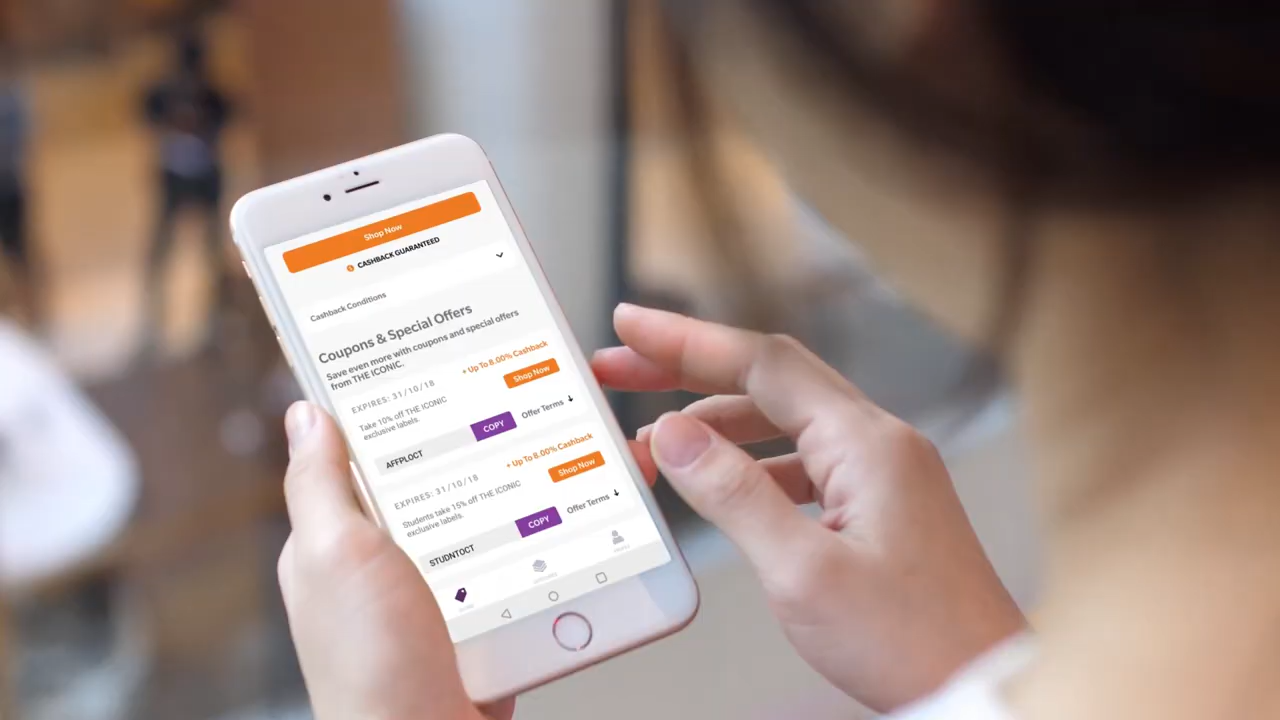 Shop Now
CASHBACK GUARANTEED
Cashback Conditions
Coupons & Special Offers
Save even more with coupons and special offers
from THE ICONIC.
+ Up To 8.00% Cashback
EXPIRES: 31/10/18
Shop Now
Take 10% off THE ICONIC
exclusive labels.
Offer Terms
COPY
AFFPLOCT
+ Up To 8.00% Cashback
EXPIRES: 31/10/18
Shop Now
Students take 15% off THE ICONIC
exclusive labels.
Offer Terms
COPY
STUDNTOCT